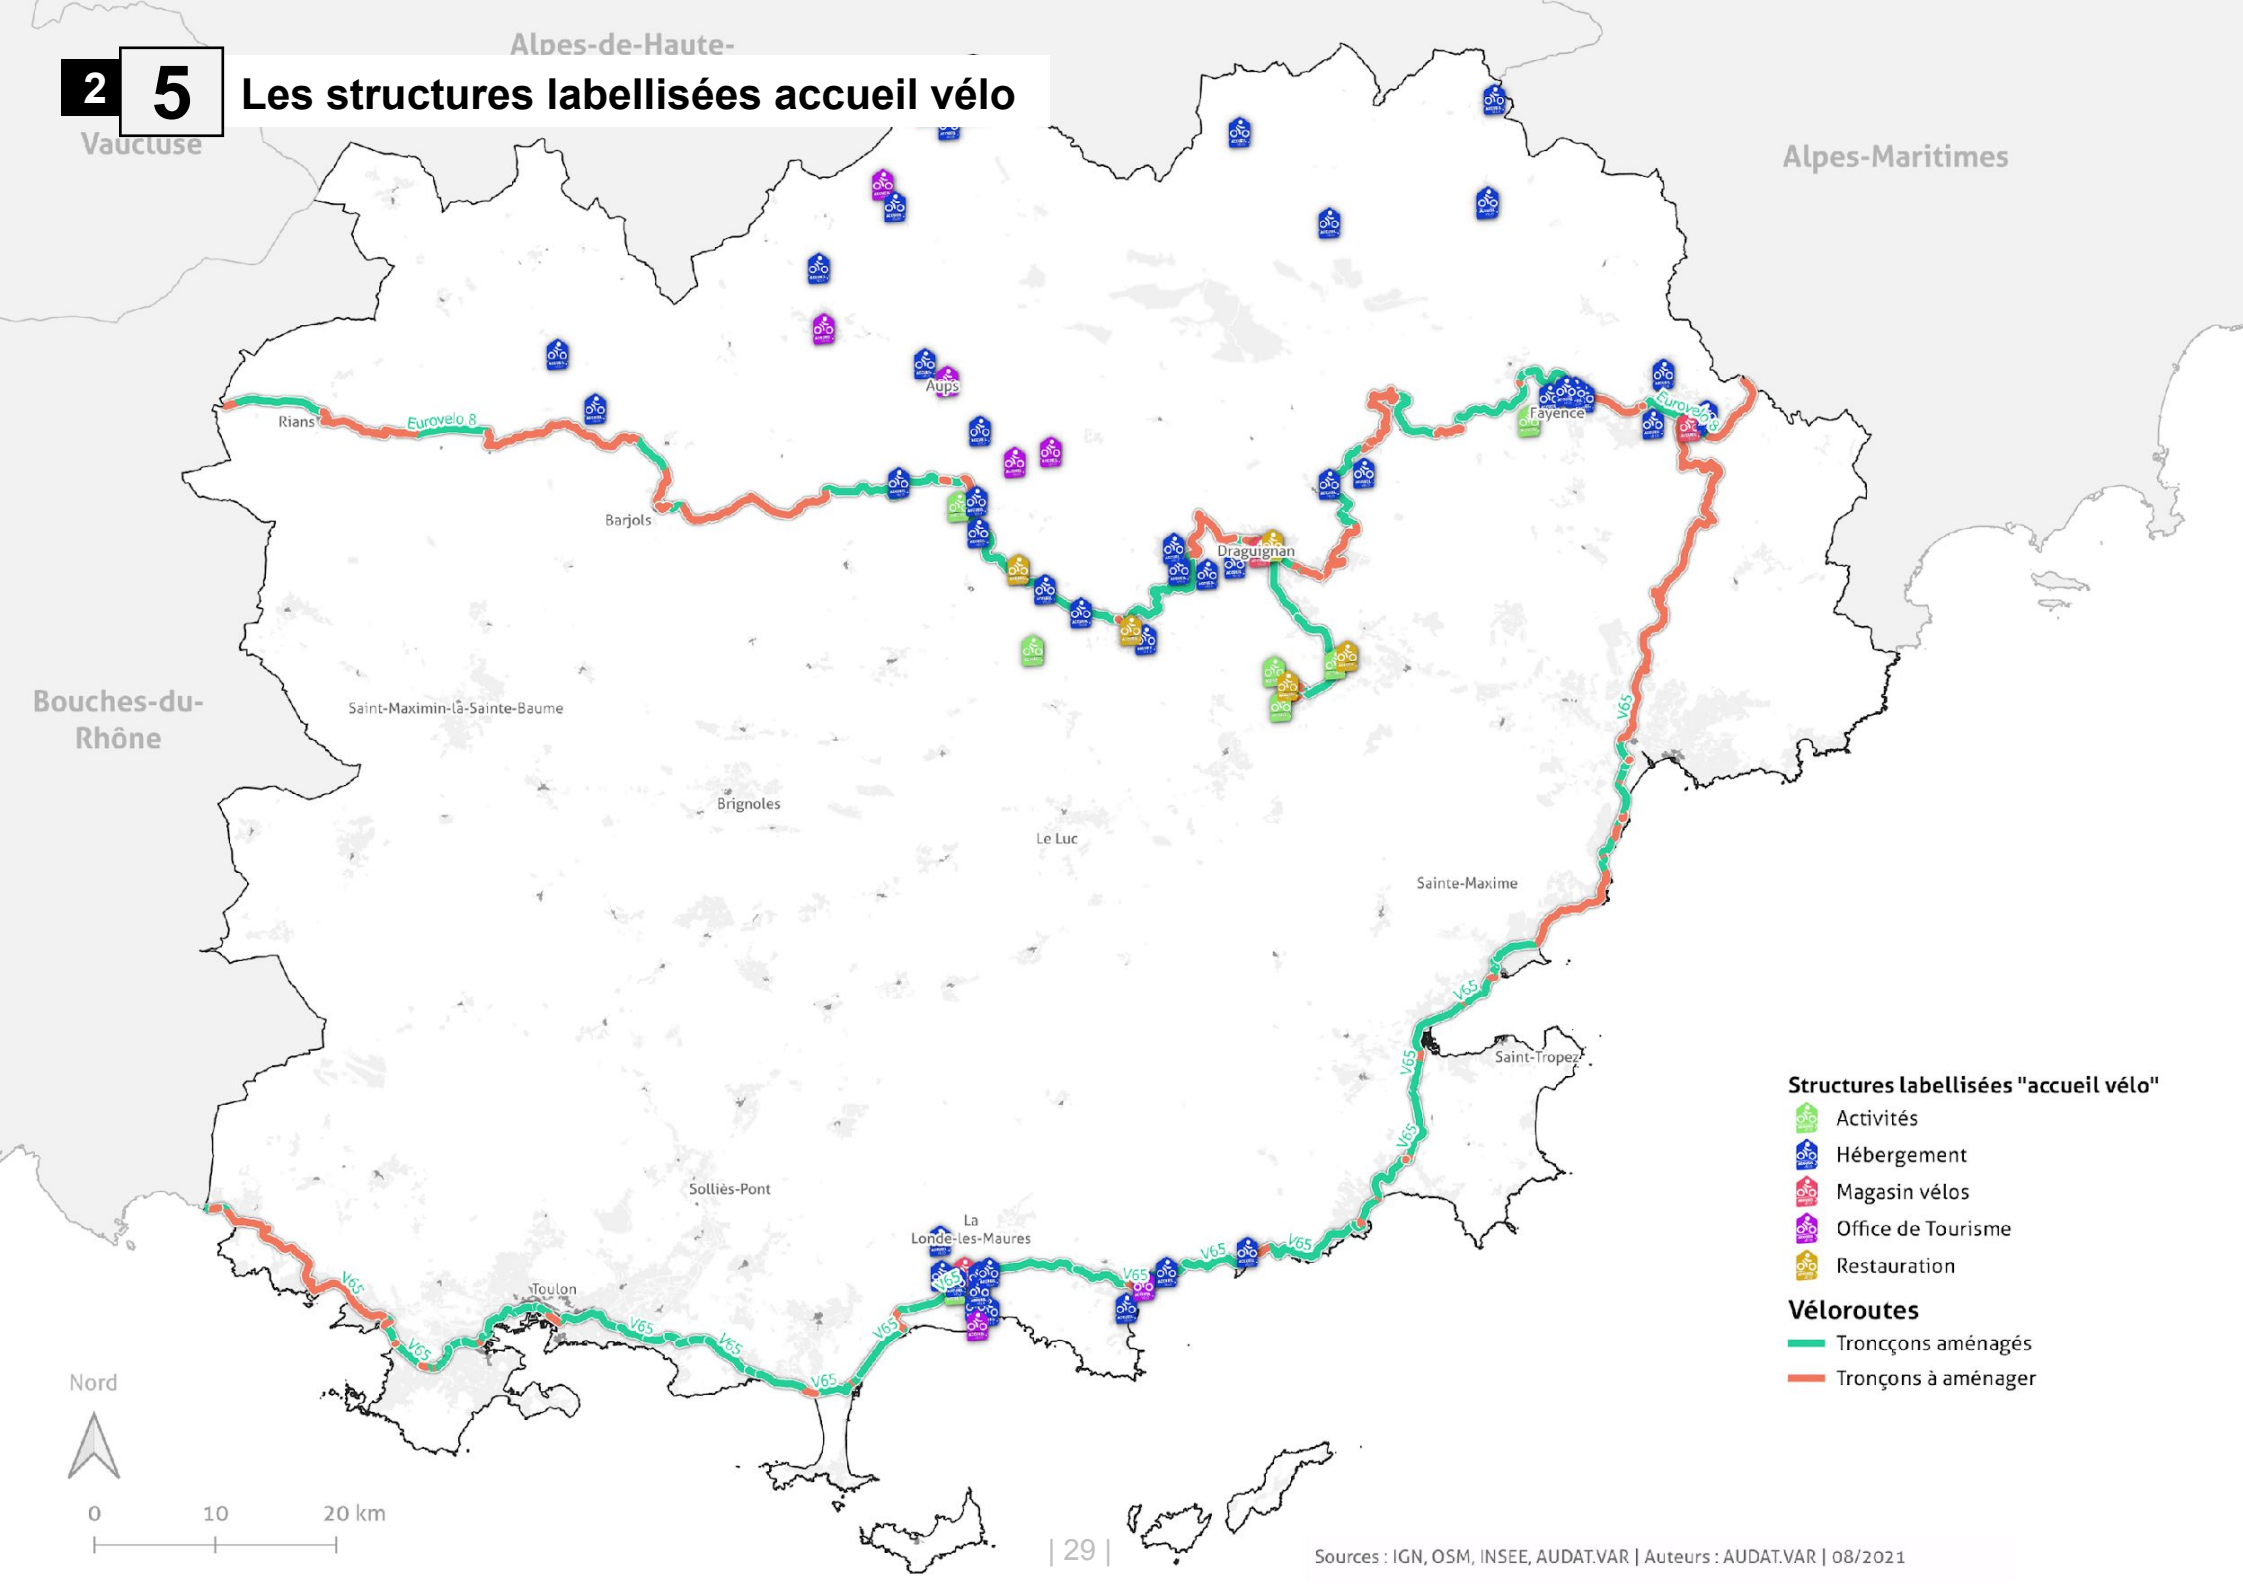 Alpes-de-Haute-
2 5 Les structures labellisées accueil vélo
Vaucluse
Alpes-Maritimes
Aups
Rians
Eurovelo 8
Eurovelo 8
Fayence
Barjols
Draguignan
Bouches-du-
Rhône
Saint-Maximin-la-Sainte-Baume
V65
Brignoles
Le Luc
Sainte-Maxime
V65
V65
Saint-Tropez
V65
Solliès-Pont
La
Londe-les-Maures
V65
V65
V65
V65
V65
Toulon
V65
V65
V65
V65
V65
Structures labellisées "accueil vélo"
Activités
Hébergement
Magasin vélos
Office de Tourisme
Restauration
Véloroutes
Troncçons aménagés
Tronçons à aménager
Nord
0 10 20 km
| 29 |
Sources : IGN, OSM, INSEE, AUDAT.VAR | Auteurs : AUDAT.VAR | 08/2021